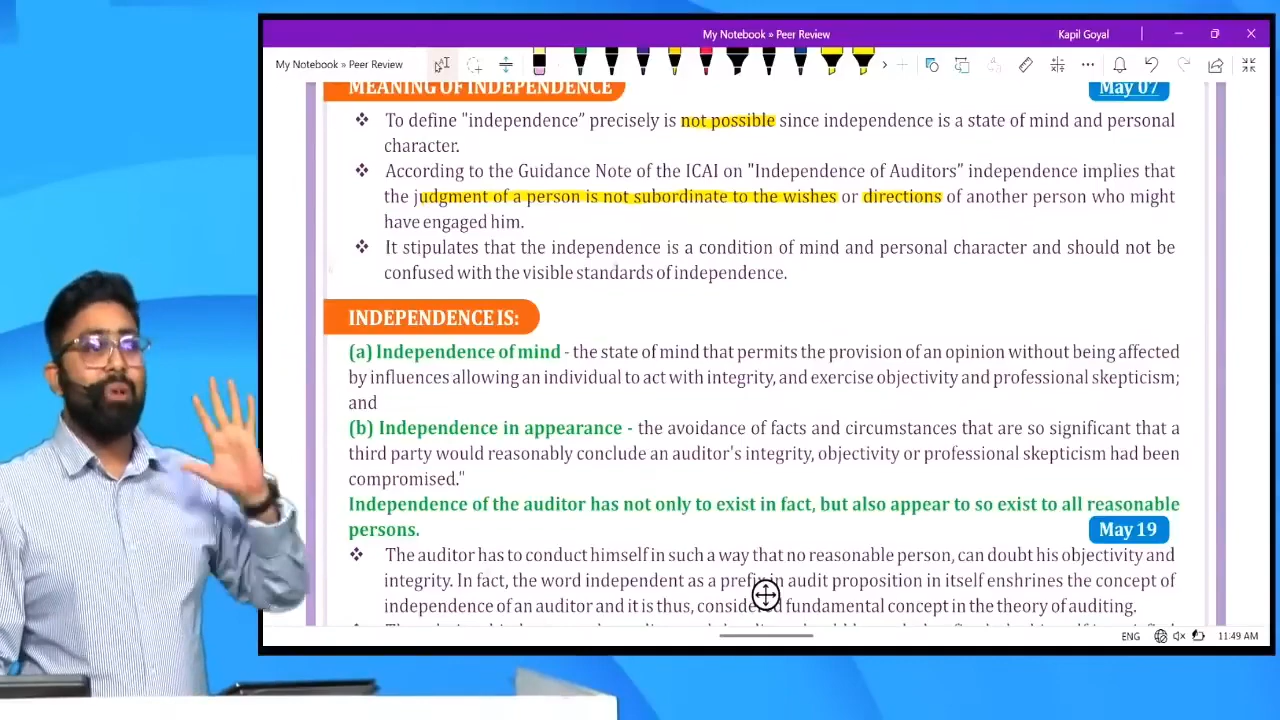 My Notebook » Peer Review
Kapil Goyal
My Notebook » Peer Review
MEANING OF INDEPENDENCE
May 07
❖ To define "independence” precisely is not possible since independence is a state of mind and personal
character.
❖ According to the Guidance Note of the ICAI on "Independence of Auditors” independence implies that
the judgment of a person is not subordinate to the wishes or directions of another person who might
have engaged him.
❖ It stipulates that the independence is a condition of mind and personal character and should not be
confused with the visible standards of independence.
INDEPENDENCE IS:
(a) Independence of mind - the state of mind that permits the provision of an opinion without being affected
by influences allowing an individual to act with integrity, and exercise objectivity and professional skepticism;
and
(b) Independence in appearance - the avoidance of facts and circumstances that are so significant that a
third party would reasonably conclude an auditor's integrity, objectivity or professional skepticism had been
compromised."
Independence of the auditor has not only to exist in fact, but also appear to so exist to all reasonable
persons.
May 19
❖ The auditor has to conduct himself in such a way that no reasonable person, can doubt his objectivity and
integrity. In fact, the word independent as a prefix in audit proposition in itself enshrines the concept of
independence of an auditor and it is thus, fundamental concept in the theory of auditing.
ENG
11:49 AM